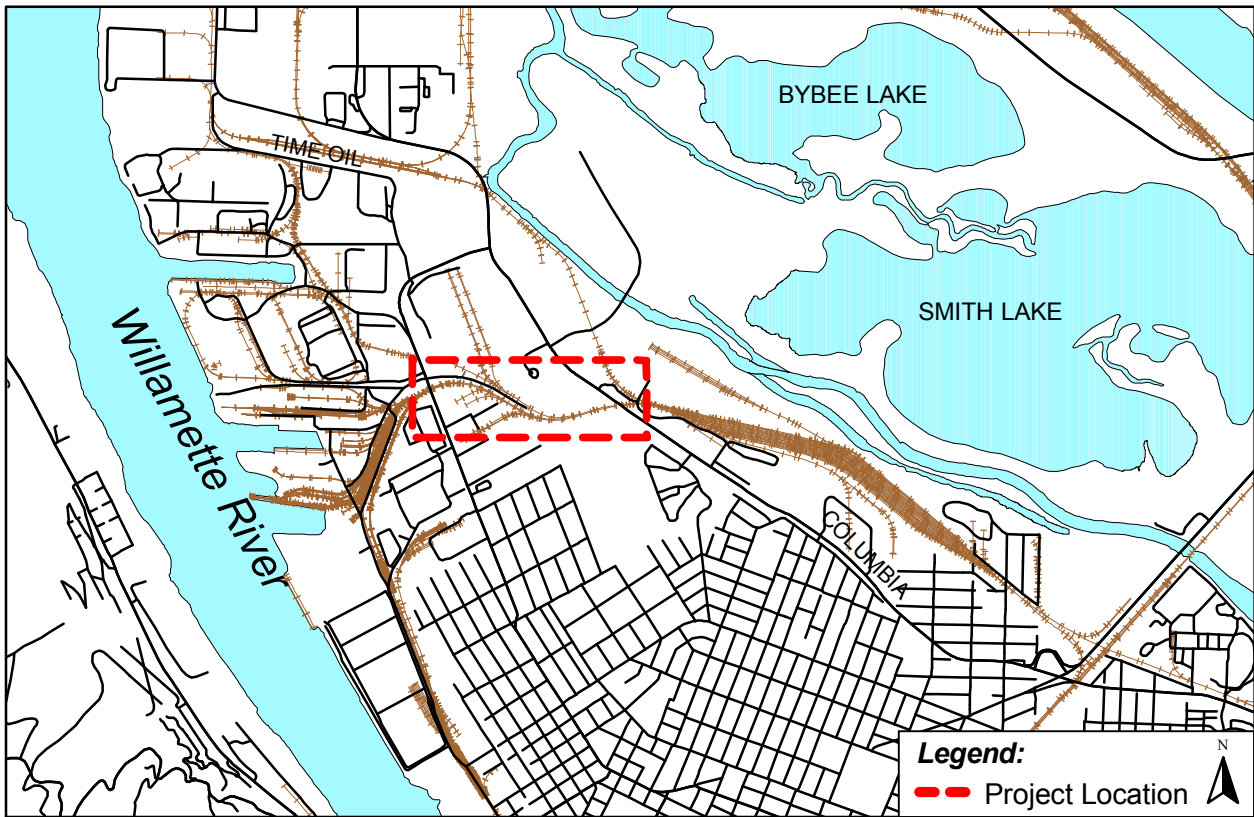 BYBEE LAKE
TIME OIL
SMITH LAKE
Willamette River
COLUMBIA
Legend:
N
Project Location